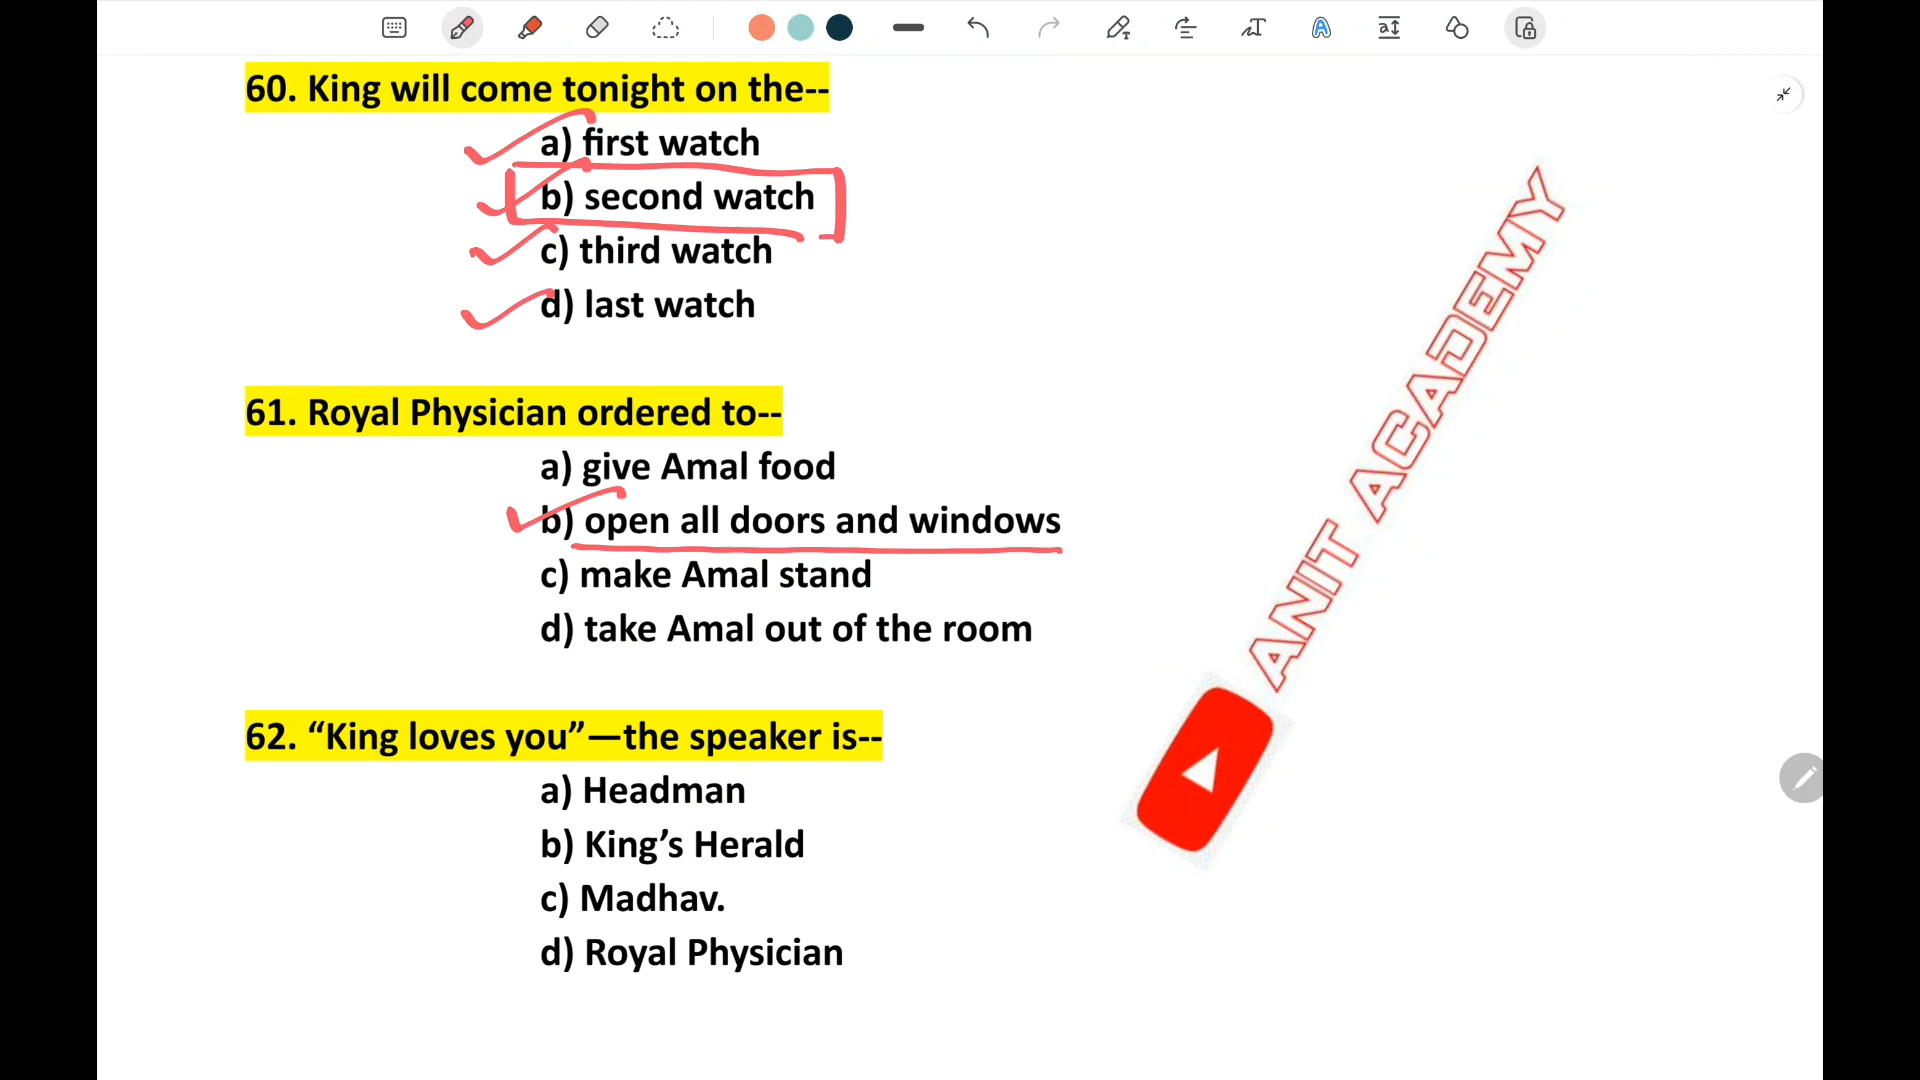 60. King will come tonight on the--
a) first watch
b) second watch
c) third watch
d) last watch
61. Royal Physician ordered to--
a) give Amal food
b) open all doors and windows
c) make Amal stand
d) take Amal out of the room
62. “King loves you”—the speaker is--
a) Headman
b) King’s Herald
c) Madhav.
d) Royal Physician
ANIT ACADEMY